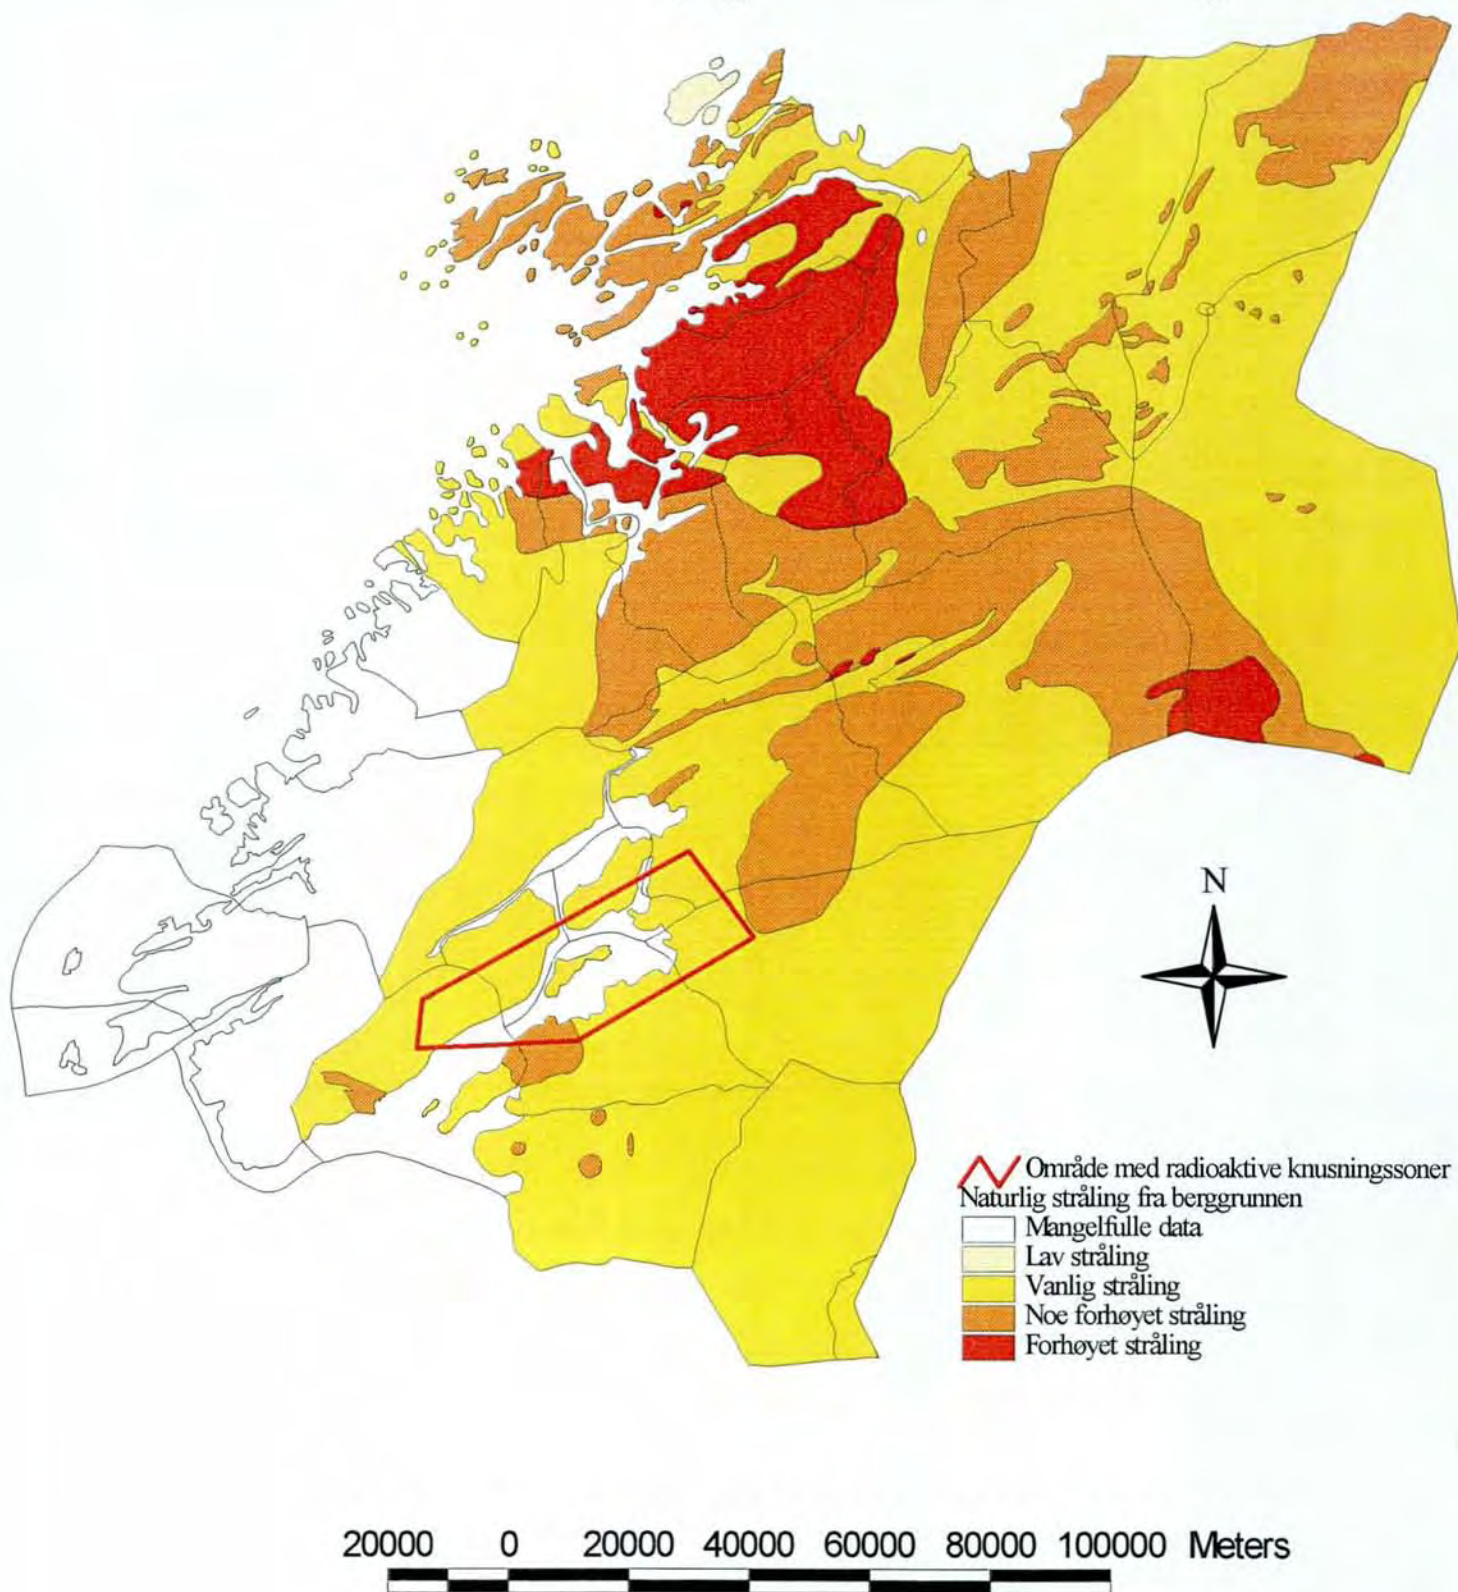 N
Område med radioaktive knusningssoner
Naturlig stråling fra berggrunnen
Mangelfulle data
Lav stråling
Vanlig stråling
Noe forhøyet stråling
Forhøyet stråling
20000 0 20000 40000 60000 80000 100000 Meters